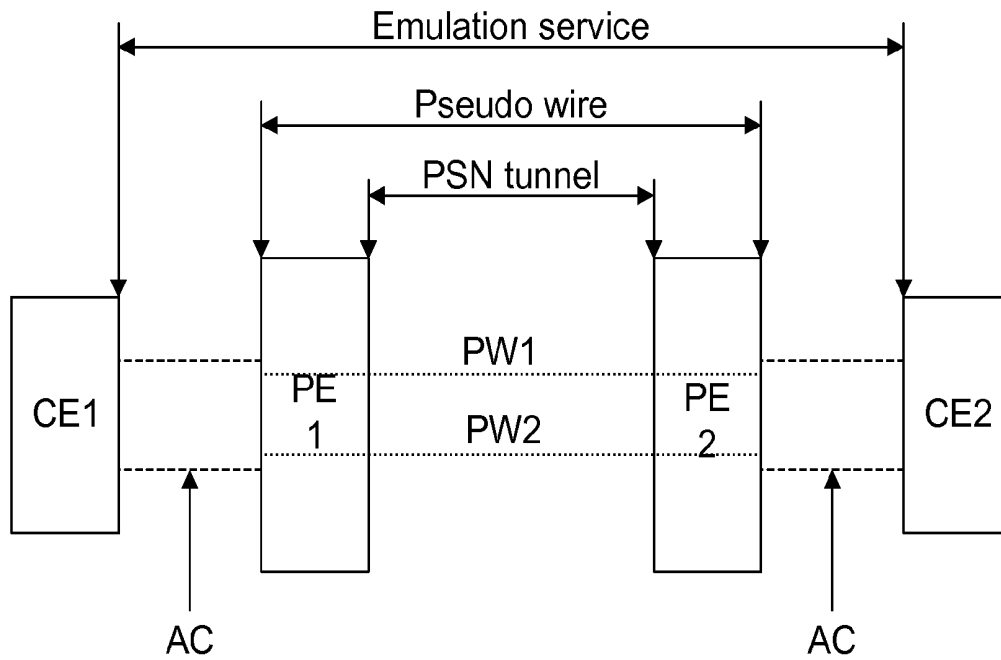 Emulation service
Pseudo wire
PSN tunnel
CE1
PE
1
PW1
PW2
PE
2
CE2
AC
AC